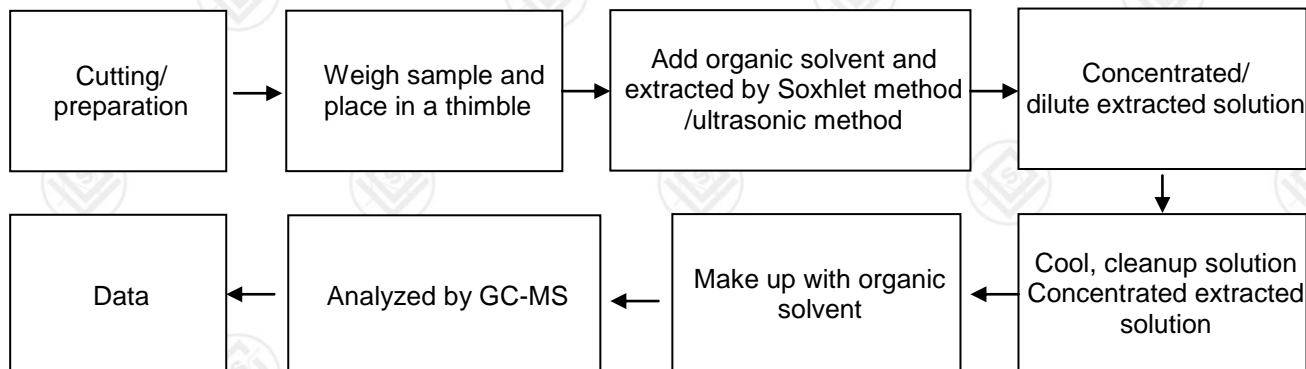 Cutting/
preparation
Weigh sample and
place in a thimble
Add organic solvent and
extracted by Soxhlet method
/ultrasonic method
Concentrated/
dilute extracted solution
Cool, cleanup solution
Concentrated extracted
solution
Make up with organic
solvent
Analyzed by GC-MS
Data